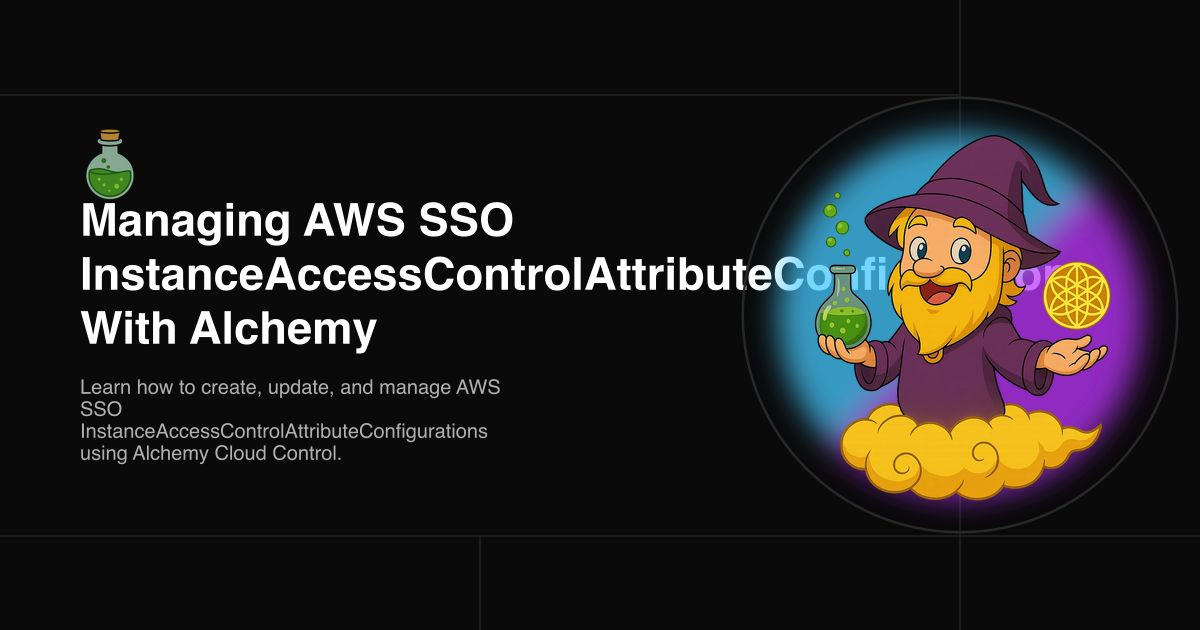 Managing AWS SSO
InstanceAccessControlAttributeConfi
With Alchemy
Learn how to create, update, and manage AWS
SSO
InstanceAccessControlAttributeConfigurations
using Alchemy Cloud Control.